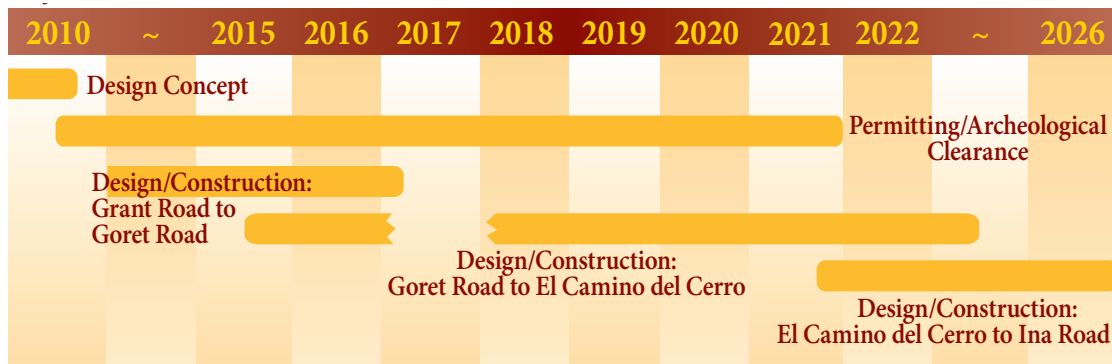 2010 ~ 2015 2016 2017 2018 2019 2020 2021 2022 ~ 2026
Design Concept
Permitting/Archeological
Clearance
Design/Construction:
Grant Road to
Goret Road
Design/Construction:
Goret Road to El Camino del Cerro
Design/Construction:
El Camino del Cerro to Ina Road